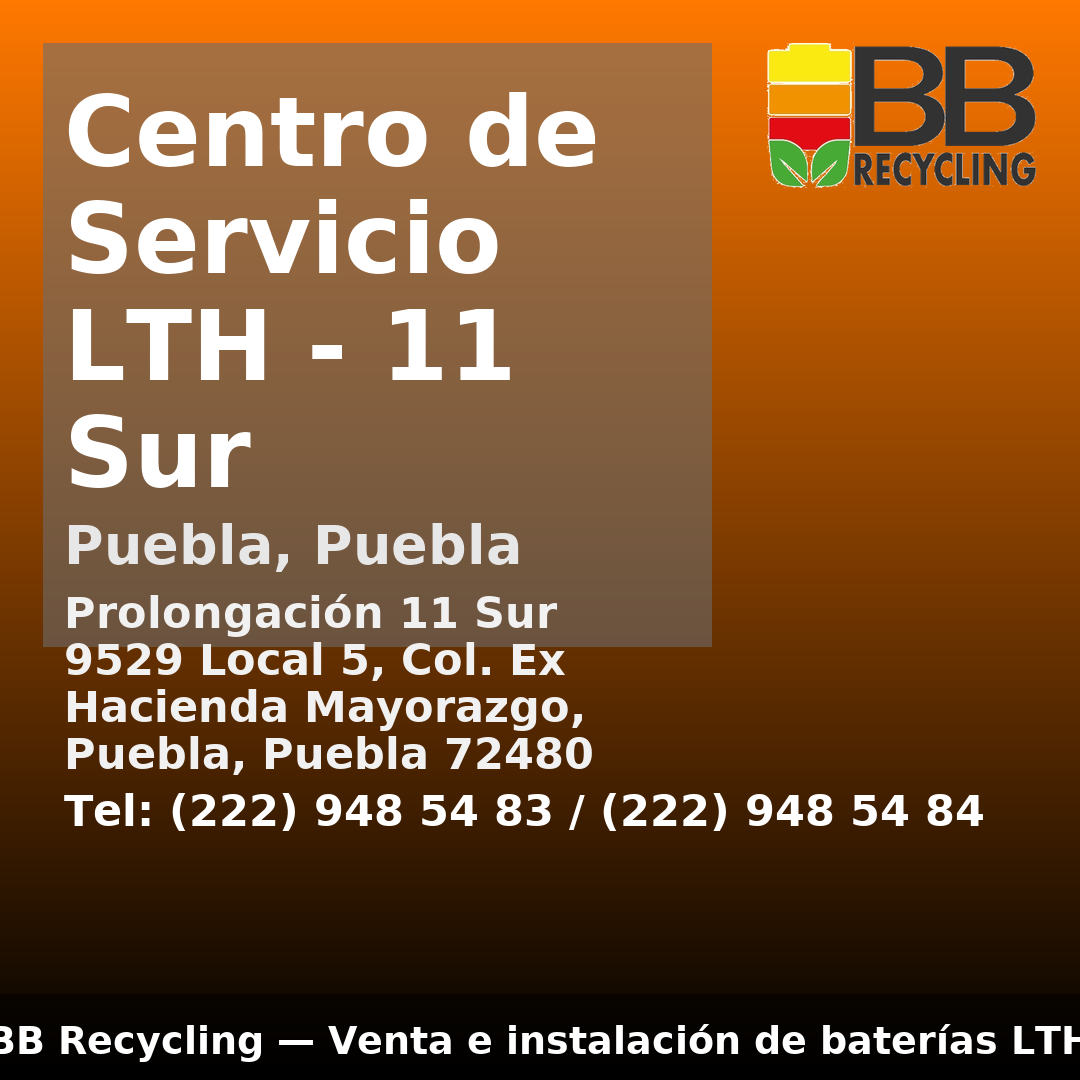 Centro de
Servicio
LTH - 11
Sur
Puebla, Puebla
Prolongación 11 Sur
9529 Local 5, Col. Ex
Hacienda Mayorazgo,
Puebla, Puebla 72480
Tel: (222) 948 54 83 / (222) 948 54 84
BB
RECYCLING
BB Recycling — Venta e instalación de baterías LTH